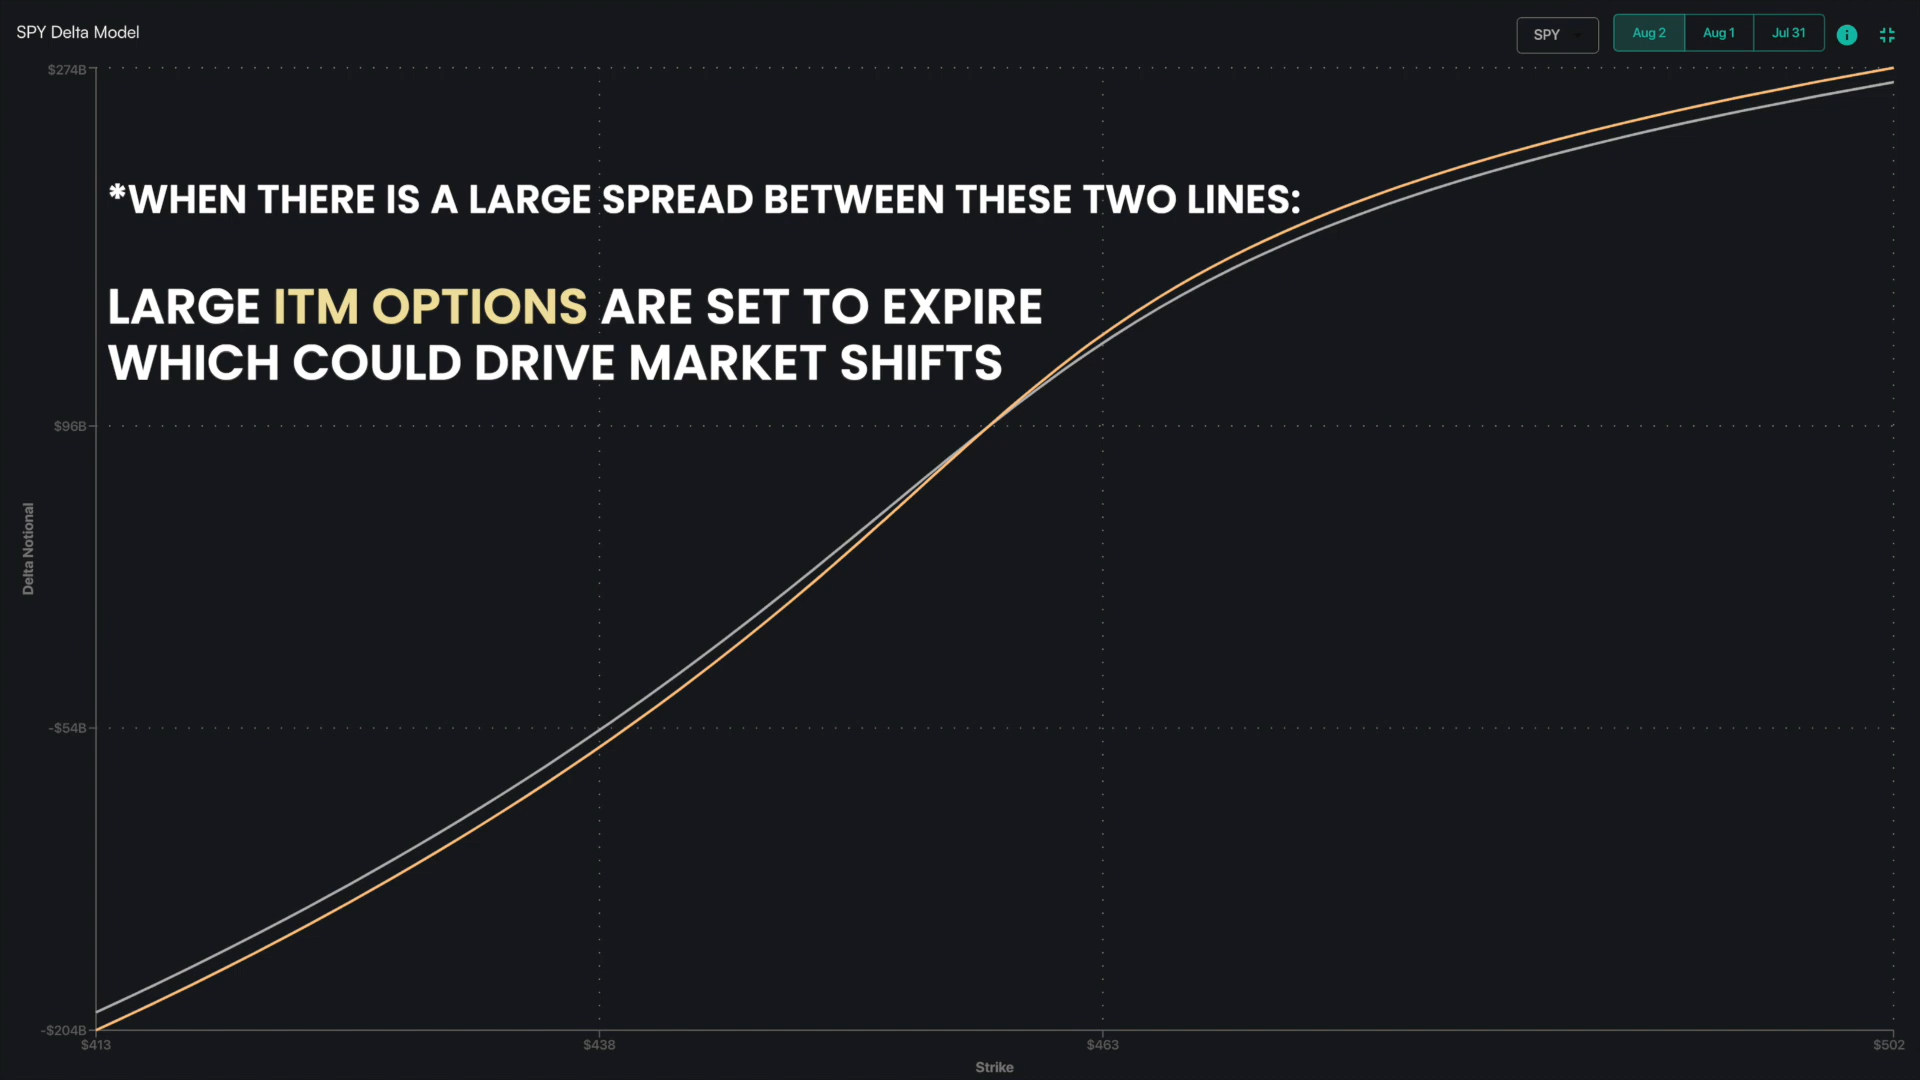 SPY Delta Model
SPY
Aug 2
Aug 1
Jul 31
i
$274B
*WHEN THERE IS A LARGE SPREAD BETWEEN THESE TWO LINES:
LARGE ITM OPTIONS ARE SET TO EXPIRE
WHICH COULD DRIVE MARKET SHIFTS
$96B
Delta Notional
-$54B
-$204B
$413
$438
$463
$502
Strike